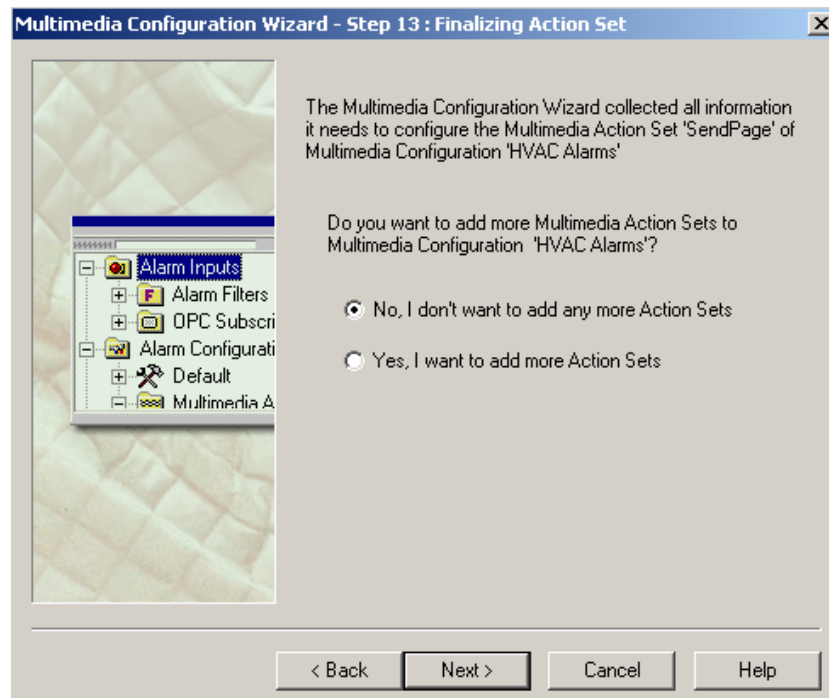 Multimedia Configuration Wizard - Step 13 : Finalizing Action Set
The Multimedia Configuration Wizard collected all information
it needs to configure the Multimedia Action Set 'SendPage' of
Multimedia Configuration 'HVAC Alarms'
Do you want to add more Multimedia Action Sets to
Multimedia Configuration 'HVAC Alarms'?
No, I don't want to add any more Action Sets
Yes, I want to add more Action Sets
Alarm Inputs
F Alarm Filters
OPC Subscri
Alarm Configurati
Default
Multimedia A
< Back
Next >
Cancel
Help